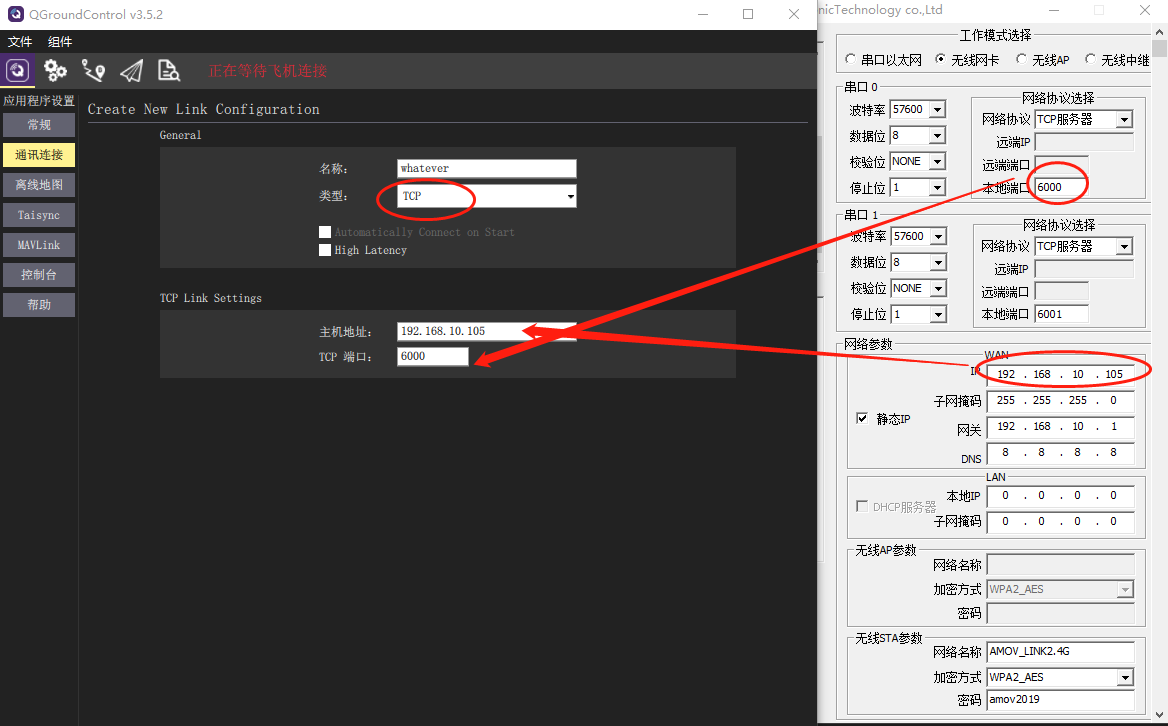 QGroundControl v3.5.2
文件 组件
正在等待飞机连接
应用程序设置
常规
通讯连接
离线地图
Taisync
MAVLink
控制台
帮助
Create New Link Configuration
General
名称: whatever
类型: TCP
Automatically Connect on Start
High Latency
TCP Link Settings
主机地址: 192.168.10.105
TCP 端口: 6000
nicTechnology co.,Ltd
工作模式选择
串口以太网 无线网卡 无线AP 无线中继
串口 0
波特率 57600
数据位 8
校验位 NONE
停止位 1
网络协议选择
网络协议 TCP服务器
远端IP
远端端口
本地端口 6000
串口 1
波特率 57600
数据位 8
校验位 NONE
停止位 1
网络协议选择
网络协议 TCP服务器
远端IP
远端端口
本地端口 6001
网络参数
WAN
静态IP
IP 192 . 168 . 10 . 105
子网掩码 255 . 255 . 255 . 0
网关 192 . 168 . 10 . 1
DNS 8 . 8 . 8 . 8
LAN
DHCP服务器
本地IP 0 . 0 . 0 . 0
子网掩码 0 . 0 . 0 . 0
无线AP参数
网络名称
加密方式 WPA2_AES
密码
无线STA参数
网络名称 AMOV_LINK2.4G
加密方式 WPA2_AES
密码 amov2019